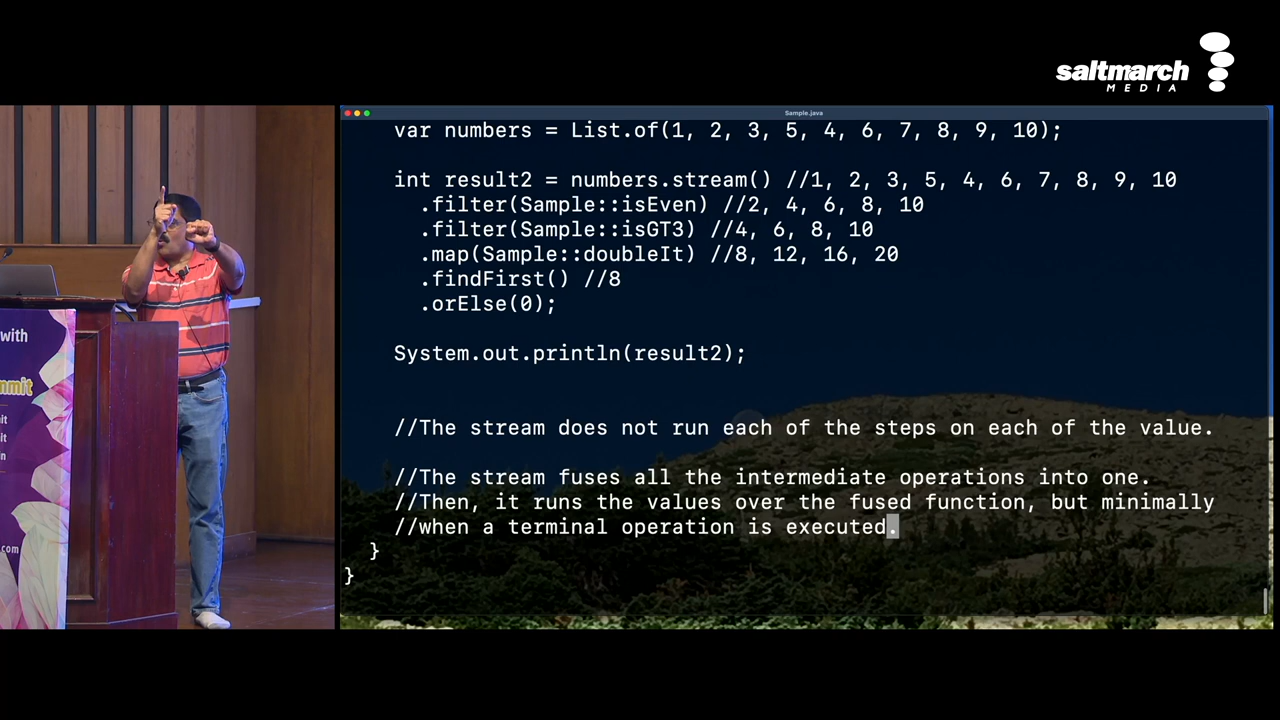 saltmarch
MEDIA
Sample.java
var numbers = List.of(1, 2, 3, 5, 4, 6, 7, 8, 9, 10);
int result2 = numbers.stream() //1, 2, 3, 5, 4, 6, 7, 8, 9, 10
.filter(Sample::isEven) //2, 4, 6, 8, 10
.filter(Sample::isGT3) //4, 6, 8, 10
.map(Sample::doubleIt) //8, 12, 16, 20
.findFirst() //8
.orElse(0);
System.out.println(result2);
//The stream does not run each of the steps on each of the value.
//The stream fuses all the intermediate operations into one.
//Then, it runs the values over the fused function, but minimally
//when a terminal operation is executed.
}
}
with
mmit
it
it
n
.com